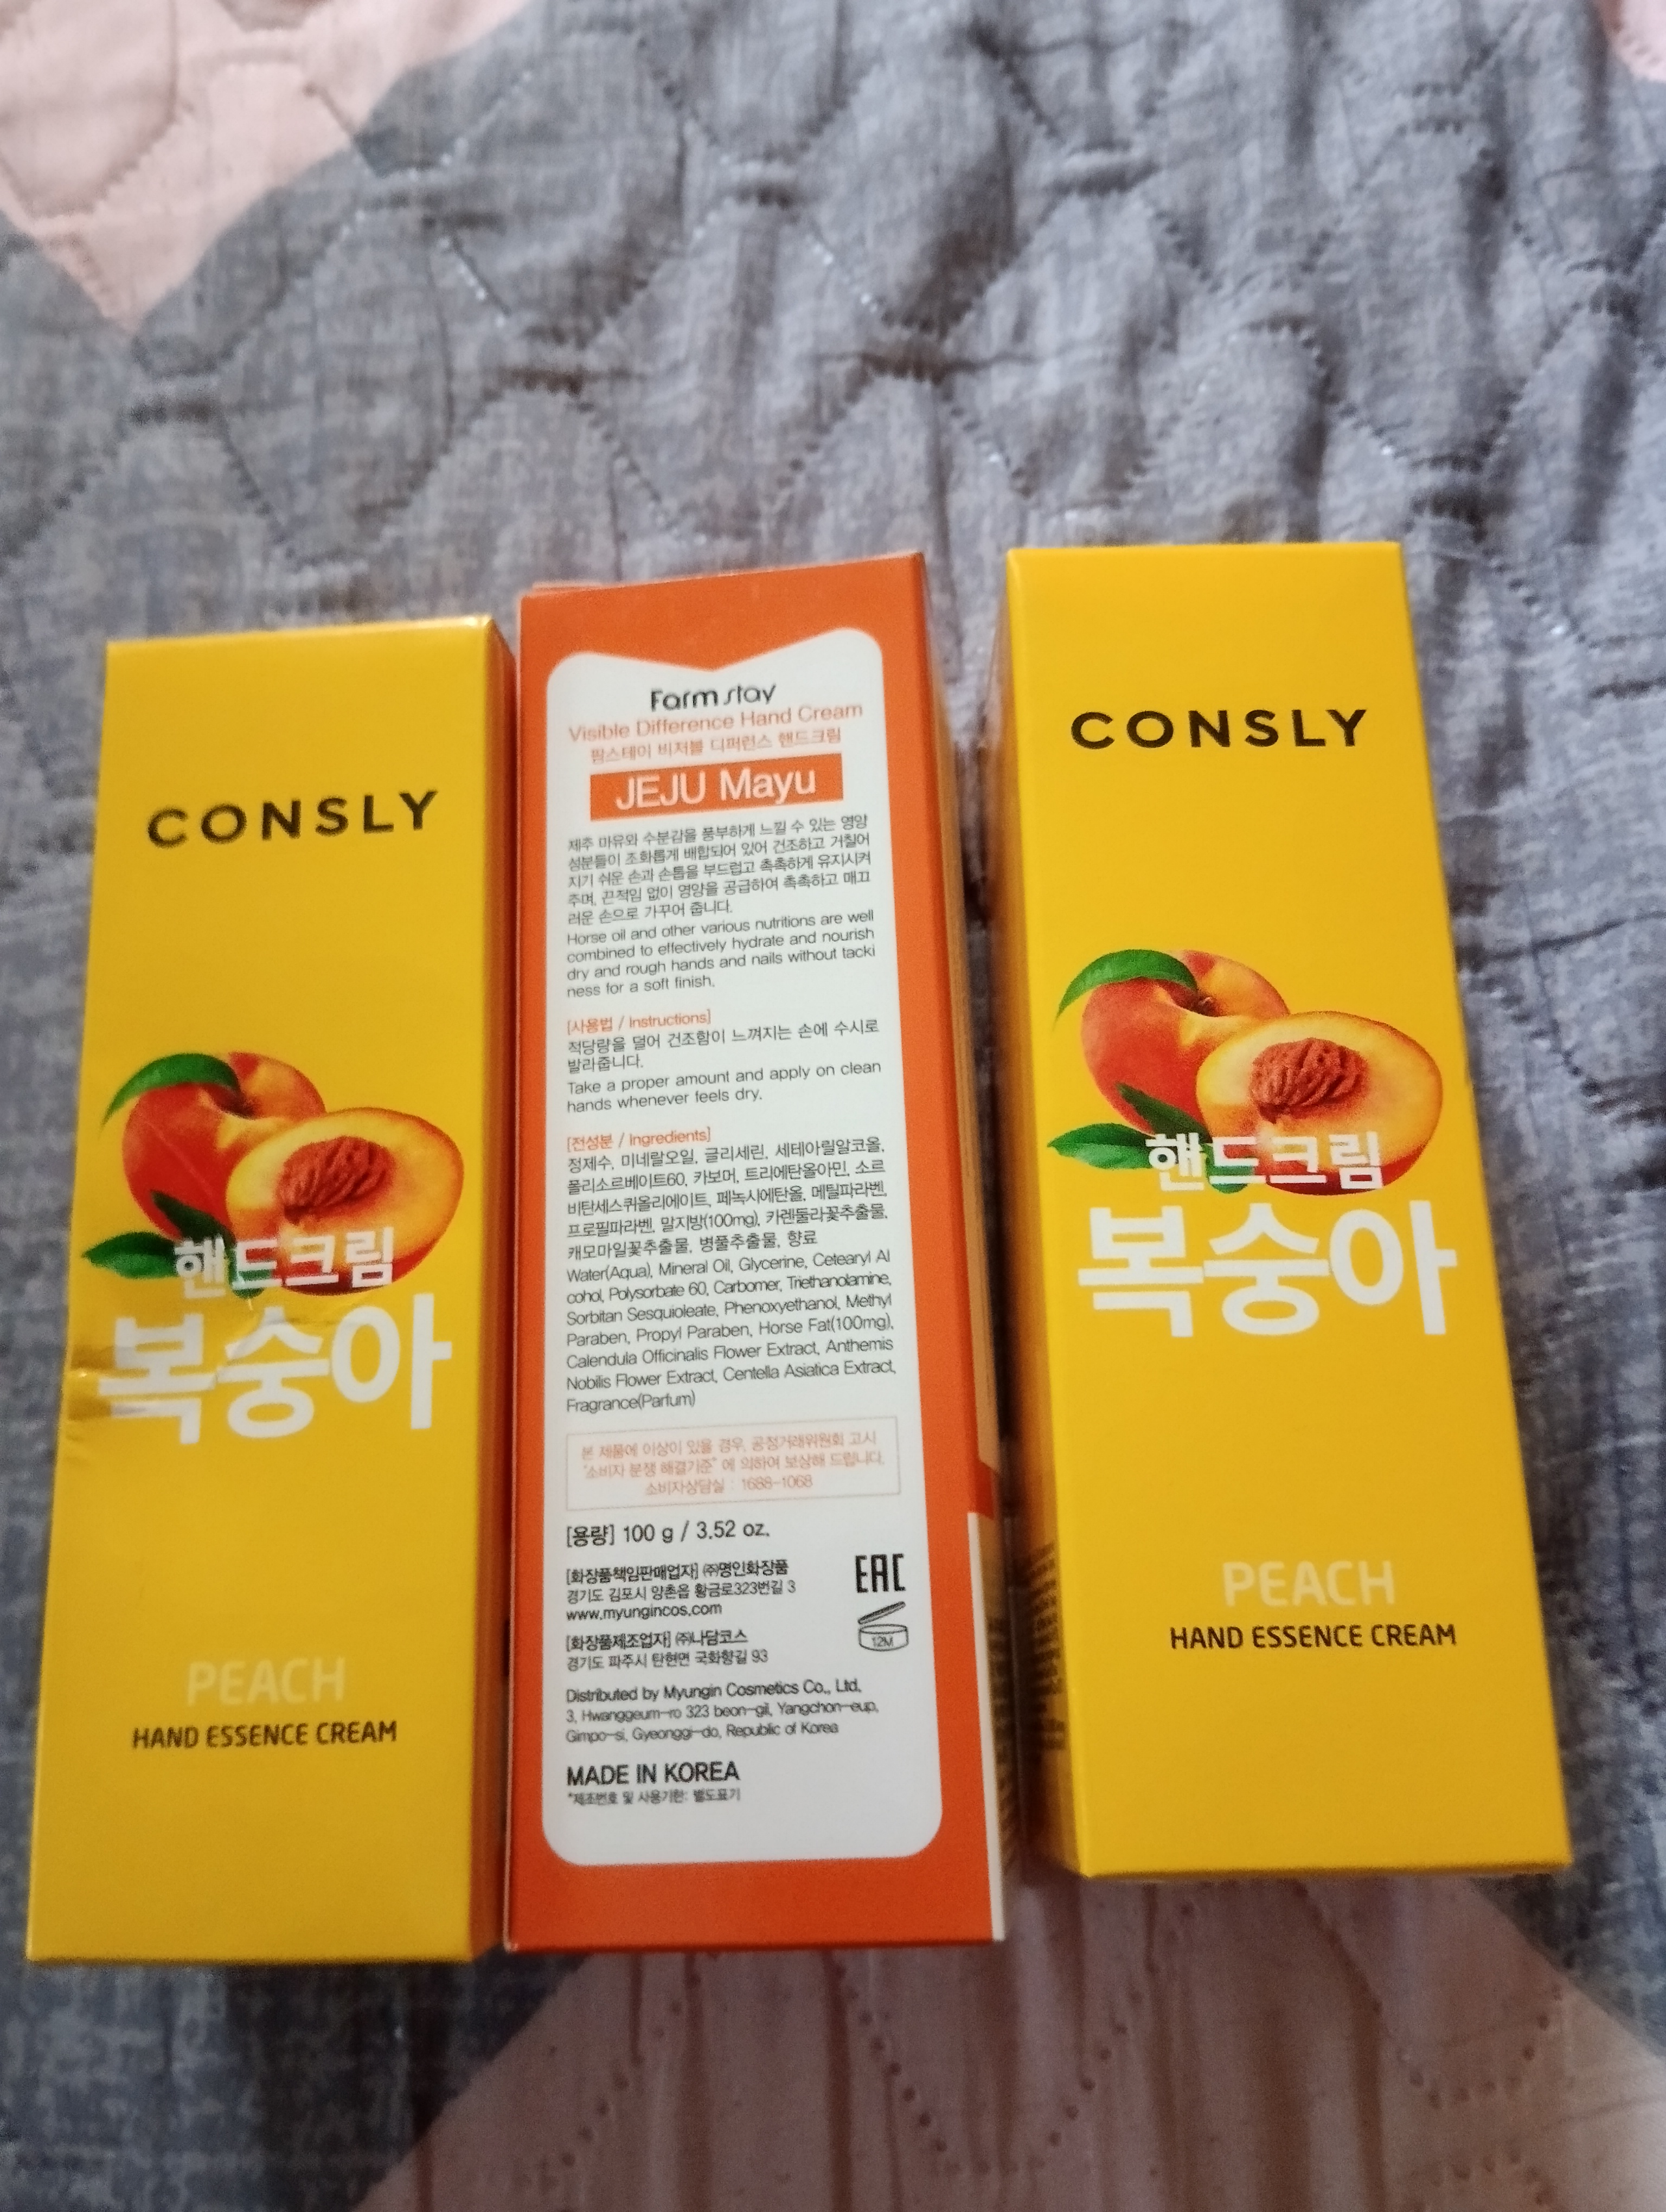 CONSLY
핸드크림
복숭아
PEACH
HAND ESSENCE CREAM
Farmstay
Visible Difference Hand Cream
팜스테이 비저블 디퍼런스 핸드크림
JEJU Mayu
제주 마유와 수분감을 풍부하게 느낄 수 있는 영양
성분들이 조화롭게 배합되어 있어 건조하고 거칠어
지기 쉬운 손과 손톱을 부드럽고 촉촉하게 유지시켜
주며, 끈적임 없이 영양을 공급하여 촉촉하고 매끄
러운 손으로 가꾸어 줍니다.
Horse oil and other various nutritions are well
combined to effectively hydrate and nourish
dry and rough hands and nails without tacki
ness for a soft finish.
[사용법 / Instructions]
적당량을 덜어 건조함이 느껴지는 손에 수시로
발라줍니다.
Take a proper amount and apply on clean
hands whenever feels dry.
[전성분 / Ingredients]
정제수, 미네랄오일, 글리세린, 세테아릴알코올,
폴리소르베이트60, 카보머, 트리에탄올아민, 소르
비탄세스퀴올리에이트, 페녹시에탄올, 메틸파라벤,
프로필파라벤, 말지방(100mg), 카렌둘라꽃추출물,
캐모마일꽃추출물, 병풀추출물, 향료
Water(Aqua), Mineral Oil, Glycerine, Cetearyl Al
cohol, Polysorbate 60, Carbomer, Triethanolamine,
Sorbitan Sesquioleate, Phenoxyethanol, Methyl
Paraben, Propyl Paraben, Horse Fat(100mg),
Calendula Officinalis Flower Extract, Anthemis
Nobilis Flower Extract, Centella Asiatica Extract,
Fragrance(Parfum)
본 제품에 이상이 있을 경우, 공정거래위원회 고시
"소비자 분쟁 해결기준" 에 의하여 보상해 드립니다.
소비자상담실 : 1688-1068
[용량] 100 g / 3.52 oz.
[화장품책임판매업자] ㈜명인화장품
경기도 김포시 양촌읍 황금로323번길 3
www.myungincos.com
[화장품제조업자] ㈜나담코스
경기도 파주시 탄현면 국화향길 93
EAC
12M
Distributed by Myungin Cosmetics Co., Ltd.
3, Hwanggeum-ro 323 beon-gil, Yangchon-eup,
Gimpo-si, Gyeonggi-do, Republic of Korea
MADE IN KOREA
*제조번호 및 사용기한: 별도표기
CONSLY
핸드크림
복숭아
PEACH
HAND ESSENCE CREAM